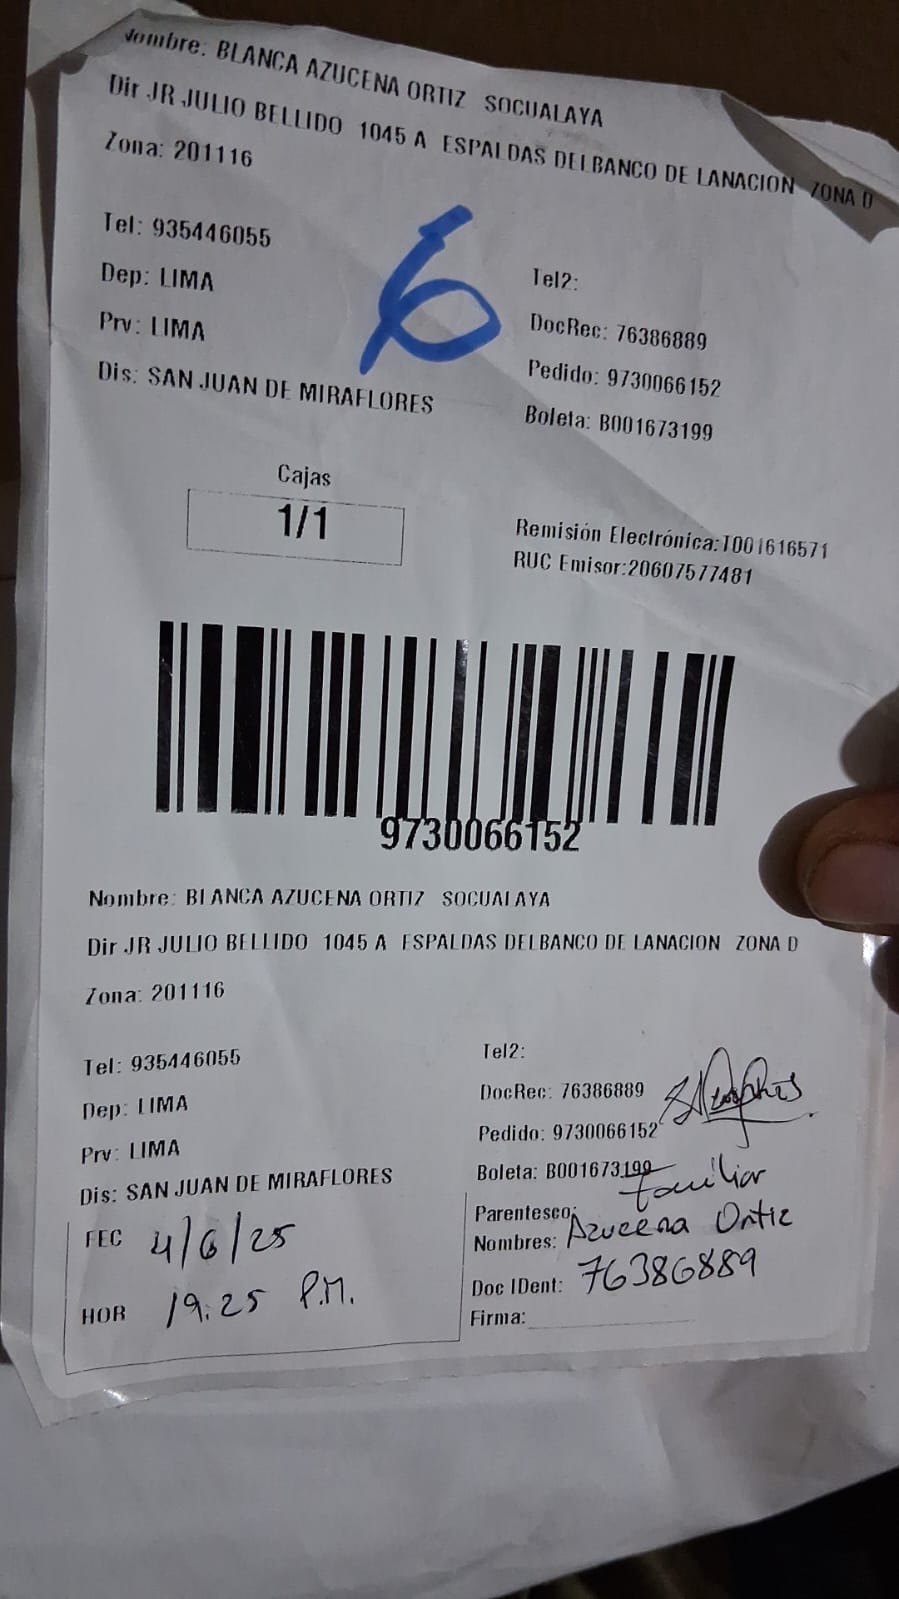 Nombre: BLANCA AZUCENA ORTIZ SOCUALAYA
Dir JR JULIO BELLIDO 1045 A ESPALDAS DELBANCO DE LANACION ZONA D
Zona: 201116
6
Tel: 935446055
Tel2:
Dep: LIMA
DocRec: 76386889
Prv: LIMA
Pedido: 9730066152
Dis: SAN JUAN DE MIRAFLORES
Boleta: B001673199
Cajas
1/1
Remisión Electrónica:T001616571
RUC Emisor:20607577481
9730066152
Nombre: BLANCA AZUCENA ORTIZ SOCUALAYA
Dir JR JULIO BELLIDO 1045 A ESPALDAS DELBANCO DE LANACION ZONA D
Zona: 201116
Tel: 935446055
Tel2:
Dep: LIMA
DocRec: 76386889
Prv: LIMA
Pedido: 9730066152
Dis: SAN JUAN DE MIRAFLORES
Boleta: B001673199
Parentesco: Familiar
Nombres: Azucena Ortiz
Doc IDent: 76386889
Firma:
FEC 4/6/25
HOR 19:25 P.M.